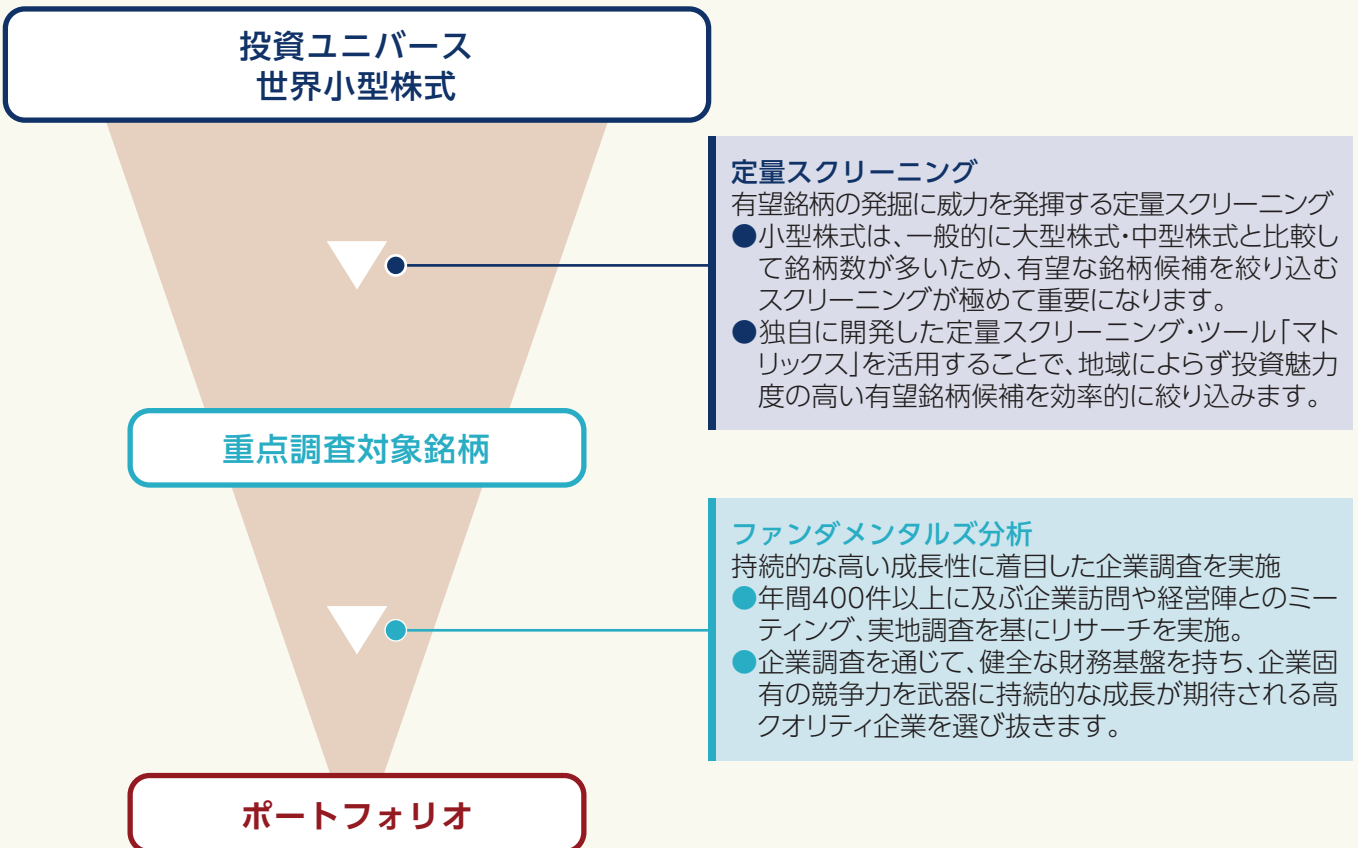 投資ユニバース
世界小型株式
定量スクリーニング
有望銘柄の発掘に威力を発揮する定量スクリーニング
●小型株式は、一般的に大型株式・中型株式と比較し
て銘柄数が多いため、有望な銘柄候補を絞り込む
スクリーニングが極めて重要になります。
●独自に開発した定量スクリーニング・ツール「マト
リックス」を活用することで、地域によらず投資魅力
度の高い有望銘柄候補を効率的に絞り込みます。
重点調査対象銘柄
ファンダメンタルズ分析
持続的な高い成長性に着目した企業調査を実施
●年間400件以上に及ぶ企業訪問や経営陣とのミー
ティング、実地調査を基にリサーチを実施。
●企業調査を通じて、健全な財務基盤を持ち、企業固
有の競争力を武器に持続的な成長が期待される高
クオリティ企業を選び抜きます。
ポートフォリオ